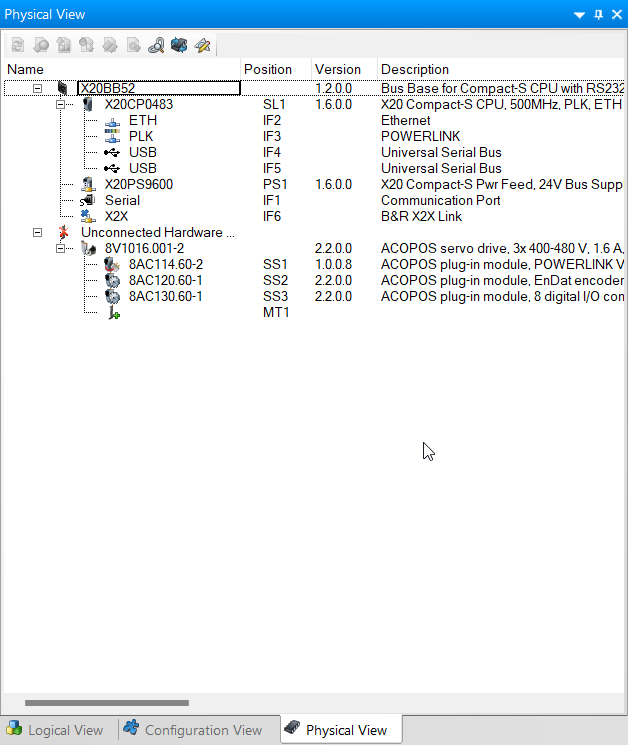 Physical View
Name Position Version Description
X20BB52 1.2.0.0 Bus Base for Compact-S CPU with RS232
X20CP0483 SL1 1.6.0.0 X20 Compact-S CPU, 500MHz, PLK, ETH
ETH IF2 Ethernet
PLK IF3 POWERLINK
USB IF4 Universal Serial Bus
USB IF5 Universal Serial Bus
X20PS9600 PS1 1.6.0.0 X20 Compact-S Pwr Feed, 24V Bus Supp
Serial IF1 Communication Port
X2X IF6 B&R X2X Link
Unconnected Hardware ...
8V1016.001-2 2.2.0.0 ACOPOS servo drive, 3x 400-480 V, 1.6 A,
8AC114.60-2 SS1 1.0.0.8 ACOPOS plug-in module, POWERLINK V
8AC120.60-1 SS2 2.2.0.0 ACOPOS plug-in module, EnDat encoder
8AC130.60-1 SS3 2.2.0.0 ACOPOS plug-in module, 8 digital I/O con
MT1
Logical View Configuration View Physical View